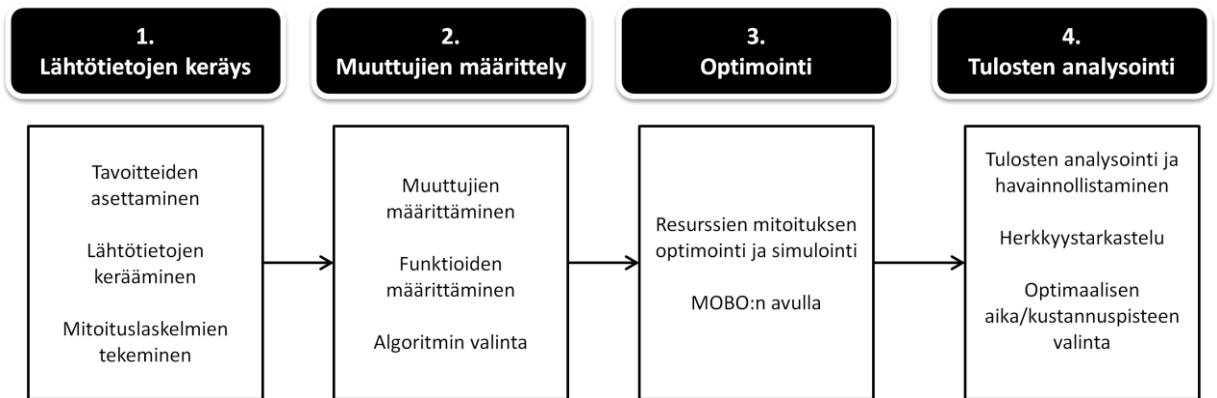 1.
Lähtötietojen keräys
2.
Muuttujien määrittely
3.
Optimointi
4.
Tulosten analysointi
Tavoitteiden
asettaminen
Lähtötietojen
kerääminen
Mitoituslaskelmien
tekeminen
Muuttujien
määrittäminen
Funktioiden
määrittäminen
Algoritmin valinta
Resurssien mitoituksen
optimointi ja simulointi
MOBO:n avulla
Tulosten analysointi ja
havainnollistaminen
Herkkyystarkastelu
Optimaalisen
aika/kustannuspisteen
valinta